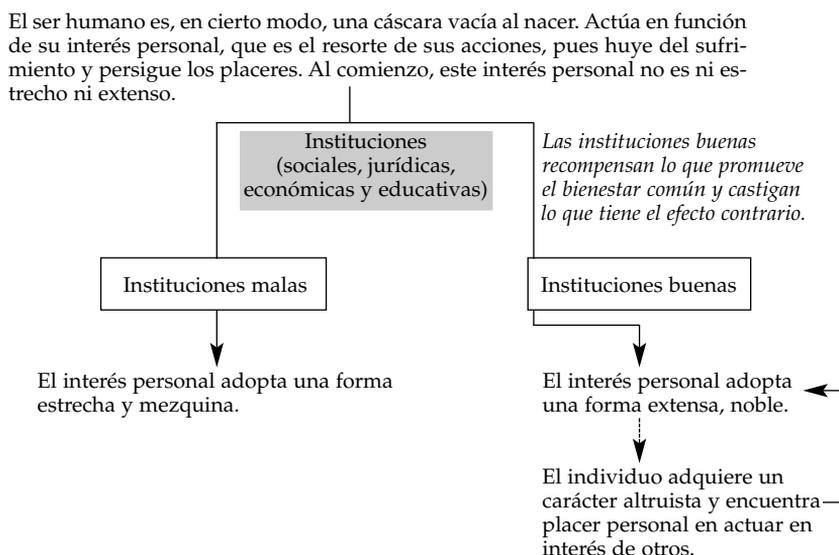 El ser humano es, en cierto modo, una cáscara vacía al nacer. Actúa en función
de su interés personal, que es el resorte de sus acciones, pues huye del sufri-
miento y persigue los placeres. Al comienzo, este interés personal no es ni es-
trecho ni extenso.
Instituciones
(sociales, jurídicas,
económicas y educativas)
Las instituciones buenas
recompensan lo que promueve
el bienestar común y castigan
lo que tiene el efecto contrario.
Instituciones malas
Instituciones buenas
El interés personal adopta una forma
estrecha y mezquina.
El interés personal adopta
una forma extensa, noble.
El individuo adquiere un
carácter altruista y encuentra
placer personal en actuar en
interés de otros.